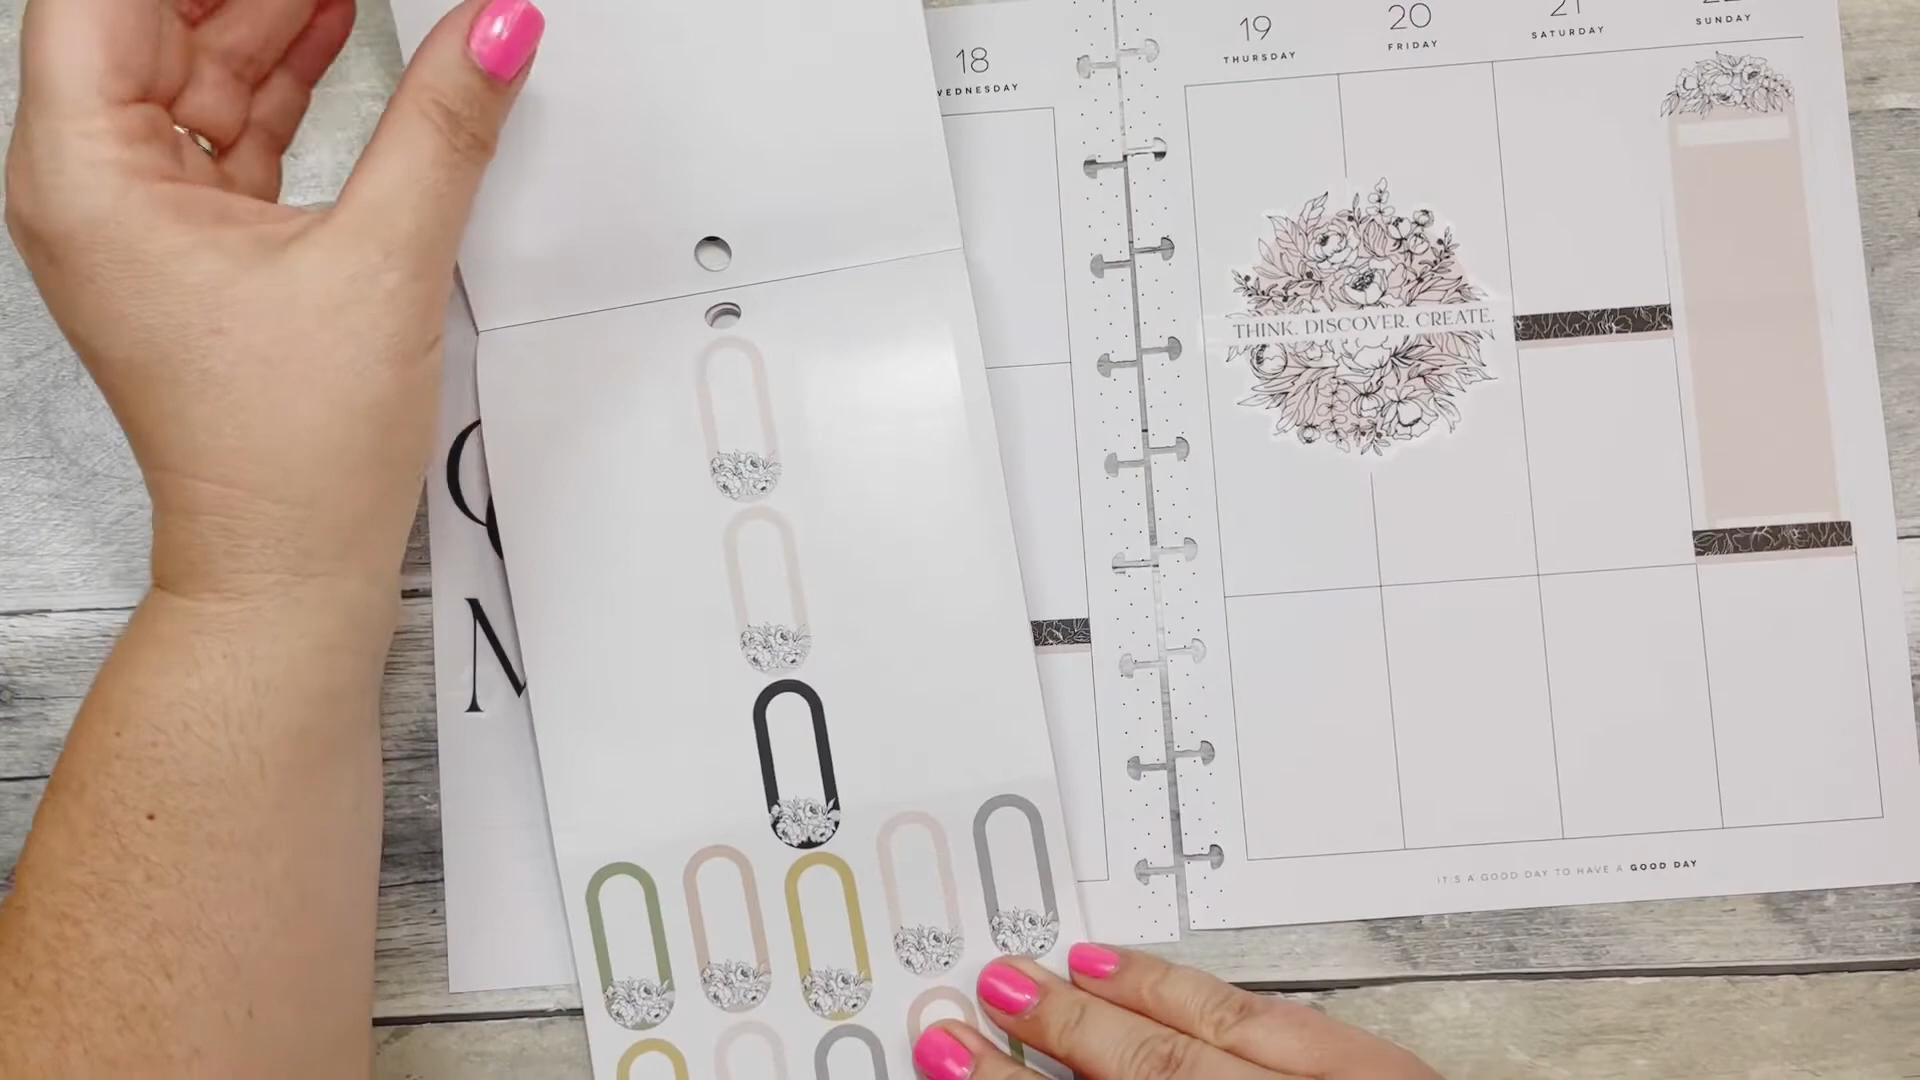 18
WEDNESDAY
19
THURSDAY
20
FRIDAY
21
SATURDAY
22
SUNDAY
THINK. DISCOVER. CREATE.
M
IT'S A GOOD DAY TO HAVE A GOOD DAY